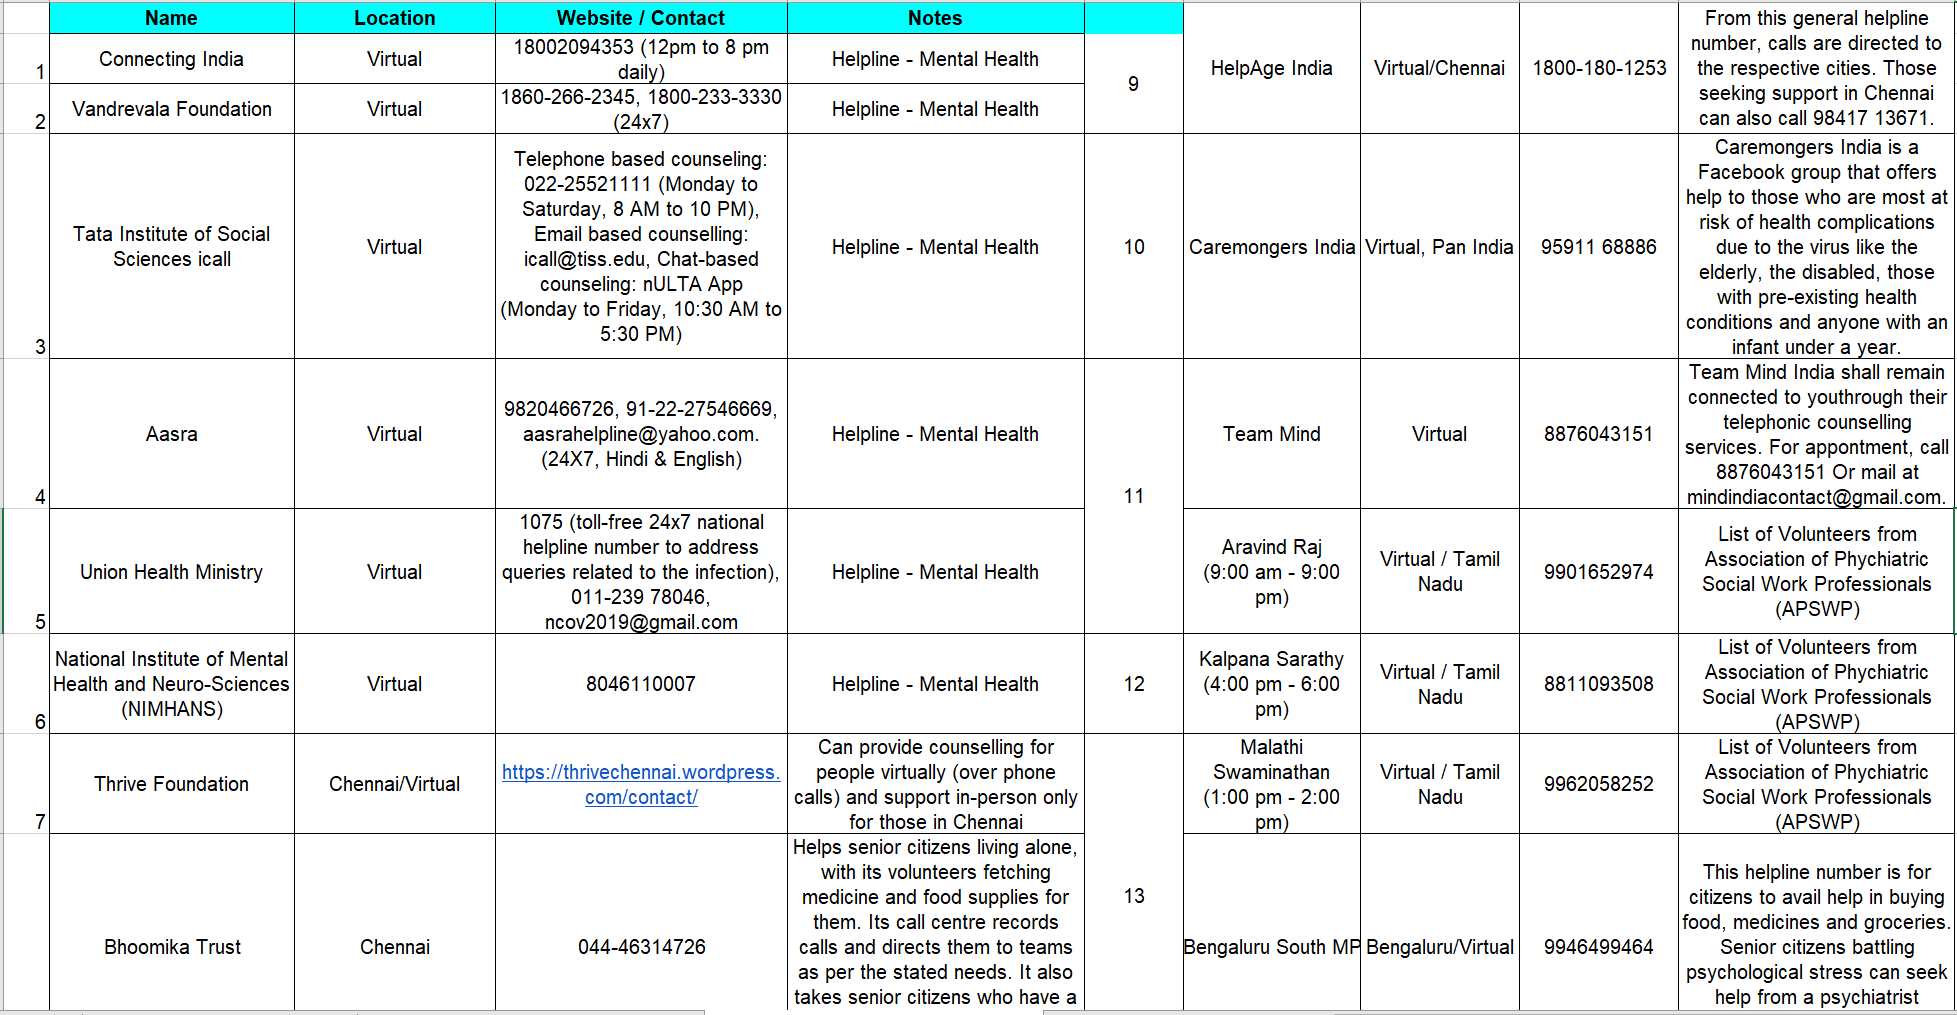 Name Location Website / Contact Notes
1
Connecting India
Virtual
18002094353 (12pm to 8 pm
daily)
Helpline - Mental Health
2
Vandrevala Foundation
Virtual
1860-266-2345, 1800-233-3330
(24x7)
Helpline - Mental Health
3
Tata Institute of Social
Sciences icall
Virtual
Telephone based counseling:
022-25521111 (Monday to
Saturday, 8 AM to 10 PM),
Email based counselling:
icall@tiss.edu, Chat-based
counseling: nULTA App
(Monday to Friday, 10:30 AM to
5:30 PM)
Helpline - Mental Health
4
Aasra
Virtual
9820466726, 91-22-27546669,
aasrahelpline@yahoo.com.
(24X7, Hindi & English)
Helpline - Mental Health
5
Union Health Ministry
Virtual
1075 (toll-free 24x7 national
helpline number to address
queries related to the infection),
011-239 78046,
ncov2019@gmail.com
Helpline - Mental Health
6
National Institute of Mental
Health and Neuro-Sciences
(NIMHANS)
Virtual
8046110007
Helpline - Mental Health
7
Thrive Foundation
Chennai/Virtual
https://thrivechennai.wordpress.
com/contact/
Can provide counselling for
people virtually (over phone
calls) and support in-person only
for those in Chennai
Bhoomika Trust
Chennai
044-46314726
Helps senior citizens living alone,
with its volunteers fetching
medicine and food supplies for
them. Its call centre records
calls and directs them to teams
as per the stated needs. It also
takes senior citizens who have a
9
HelpAge India
Virtual/Chennai
1800-180-1253
From this general helpline
number, calls are directed to
the respective cities. Those
seeking support in Chennai
can also call 98417 13671.
10
Caremongers India
Virtual, Pan India
95911 68886
Caremongers India is a
Facebook group that offers
help to those who are most at
risk of health complications
due to the virus like the
elderly, the disabled, those
with pre-existing health
conditions and anyone with an
infant under a year.
11
Team Mind
Virtual
8876043151
Team Mind India shall remain
connected to youthrough their
telephonic counselling
services. For appontment, call
8876043151 Or mail at
mindindiacontact@gmail.com.
Aravind Raj
(9:00 am - 9:00
pm)
Virtual / Tamil
Nadu
9901652974
List of Volunteers from
Association of Phychiatric
Social Work Professionals
(APSWP)
12
Kalpana Sarathy
(4:00 pm - 6:00
pm)
Virtual / Tamil
Nadu
8811093508
List of Volunteers from
Association of Phychiatric
Social Work Professionals
(APSWP)
13
Malathi
Swaminathan
(1:00 pm - 2:00
pm)
Virtual / Tamil
Nadu
9962058252
List of Volunteers from
Association of Phychiatric
Social Work Professionals
(APSWP)
Bengaluru South MP
Bengaluru/Virtual
9946499464
This helpline number is for
citizens to avail help in buying
food, medicines and groceries.
Senior citizens battling
psychological stress can seek
help from a psychiatrist